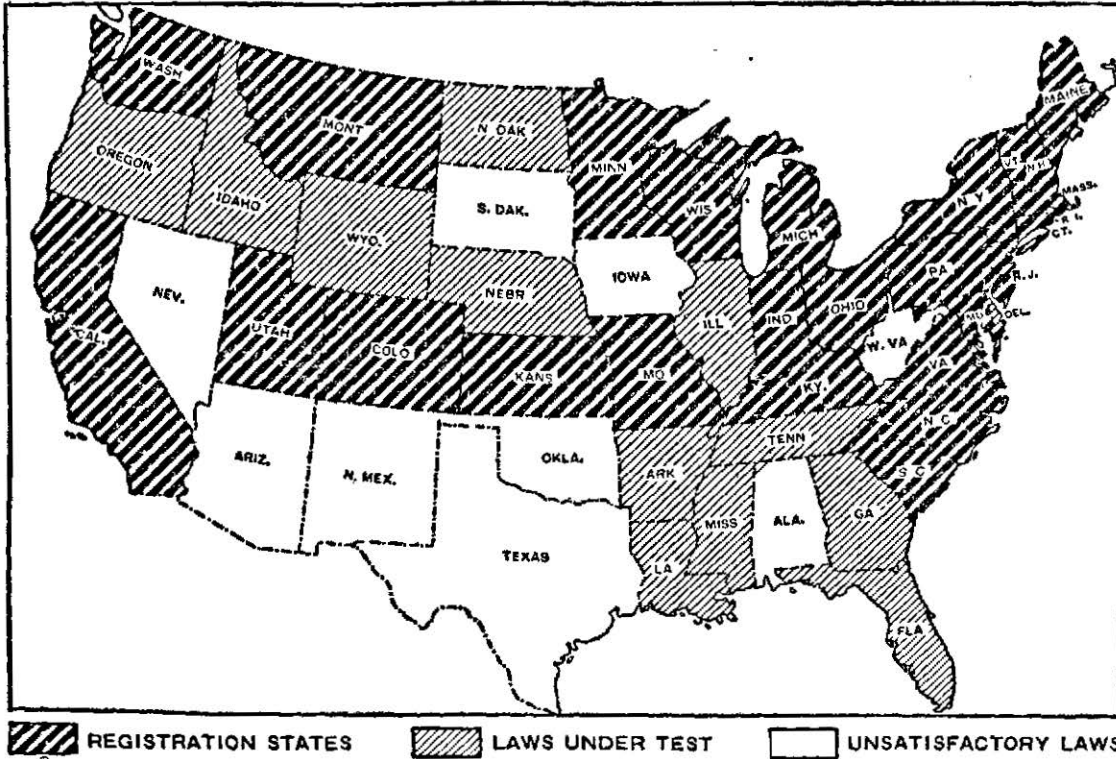 WASH
MONT
N. DAK
MINN
MAINE
OREGON
IDAHO
WYO.
S. DAK.
WIS
MICH
N Y
VT.
N.H.
MASS.
R I.
CT.
NEV.
UTAH
COLO
NEBR
IOWA
ILL
IND
OHIO
PA
R.J.
DEL.
MD.
W. VA
VA
CAL.
KANS
MO
KY.
N C
TENN
S C
ARIZ.
N. MEX.
OKLA.
ARK
MISS
ALA.
GA
TEXAS
LA
FLA
REGISTRATION STATES
LAWS UNDER TEST
UNSATISFACTORY LAWS